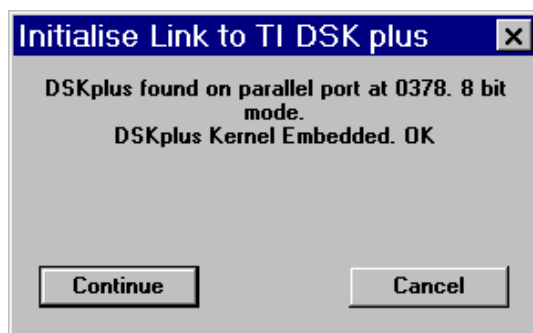 Initialise Link to TI DSK plus
DSKplus found on parallel port at 0378. 8 bit
mode.
DSKplus Kernel Embedded. OK
Continue
Cancel